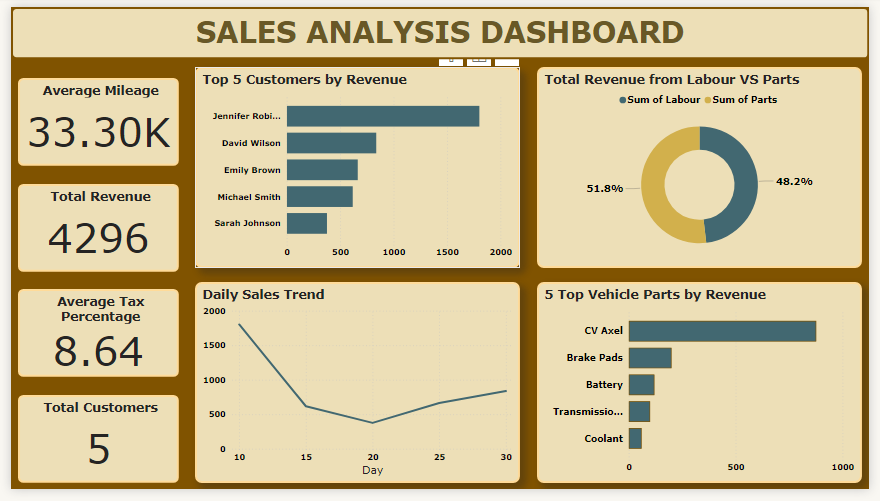 SALES ANALYSIS DASHBOARD
Average Mileage
33.30K
Total Revenue
4296
Average Tax
Percentage
8.64
Total Customers
5
Top 5 Customers by Revenue
Jennifer Robi...
David Wilson
Emily Brown
Michael Smith
Sarah Johnson
0 500 1000 1500 2000
Total Revenue from Labour VS Parts
Sum of Labour Sum of Parts
51.8%
48.2%
Daily Sales Trend
2000
1500
1000
500
0
10 15 20 25 30
Day
5 Top Vehicle Parts by Revenue
CV Axel
Brake Pads
Battery
Transmissio...
Coolant
0 500 1000